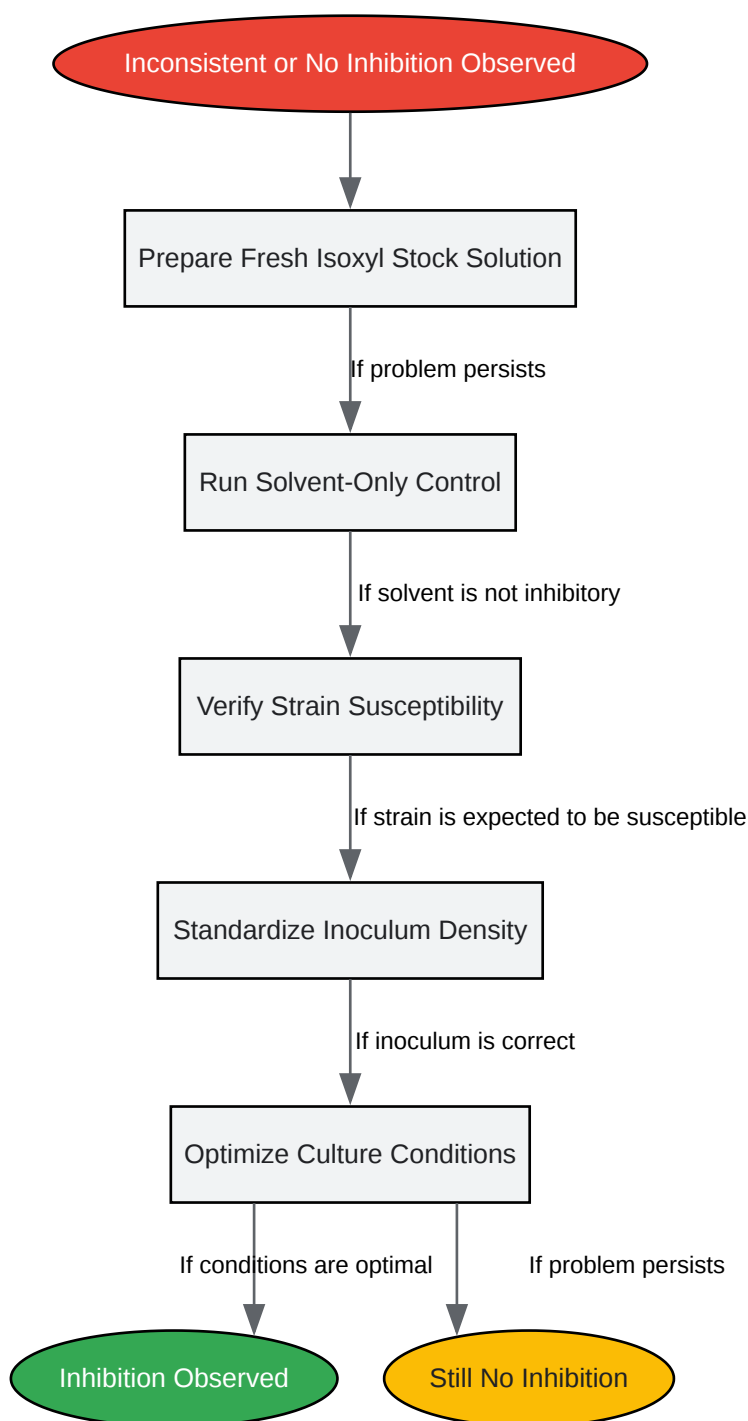 Inconsistent or No Inhibition Observed
Prepare Fresh Isoxyl Stock Solution
If problem persists
Run Solvent-Only Control
If solvent is not inhibitory
Verify Strain Susceptibility
If strain is expected to be susceptible
Standardize Inoculum Density
If inoculum is correct
Optimize Culture Conditions
If conditions are optimal
If problem persists
Inhibition Observed
Still No Inhibition